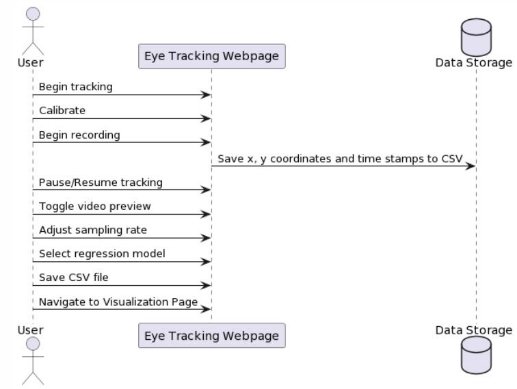 User
Eye Tracking Webpage
Data Storage
Begin tracking
Calibrate
Begin recording
Save x, y coordinates and time stamps to CSV
Pause/Resume tracking
Toggle video preview
Adjust sampling rate
Select regression model
Save CSV file
Navigate to Visualization Page
User
Eye Tracking Webpage
Data Storage